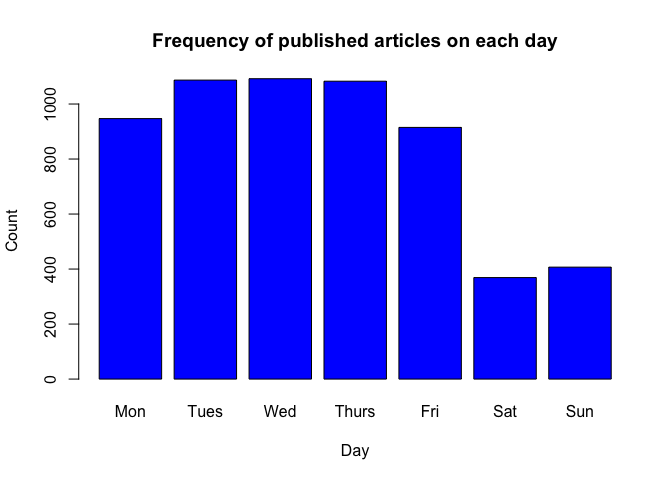 Frequency of published articles on each day
Count
1000
800
600
400
200
0
Mon Tues Wed Thurs Fri Sat Sun
Day